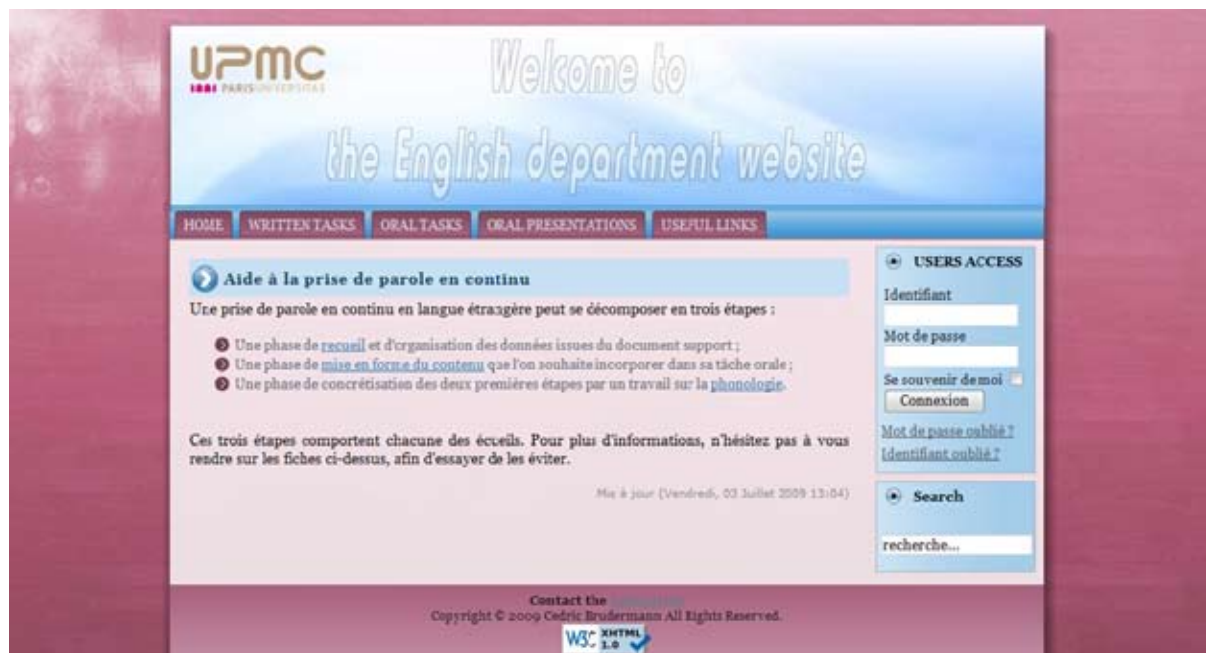 UPMC
PARISUNIVERSITAS
Welcome to
the English department website
HOME WRITTEN TASKS ORAL TASKS ORAL PRESENTATIONS USEFUL LINKS
Aide à la prise de parole en continu
Une prise de parole en continu en langue étrangère peut se décomposer en trois étapes :
Une phase de recueil et d'organisation des données issues du document support ;
Une phase de mise en forme du contenu que l'on souhaite incorporer dans sa tâche orale ;
Une phase de concrétisation des deux premières étapes par un travail sur la phonologie.
Ces trois étapes comportent chacune des écueils. Pour plus d'informations, n'hésitez pas à vous
rendre sur les fiches ci-dessus, afin d'essayer de les éviter.
Mis à jour (Vendredi, 03 Juillet 2009 13:04)
USERS ACCESS
Identifiant
Mot de passe
Se souvenir de moi
Connexion
Mot de passe oublié ?
Identifiant oublié ?
Search
recherche...
Contact the
Copyright © 2009 Cedric Brudermann All Rights Reserved.
W3C XHTML
1.0